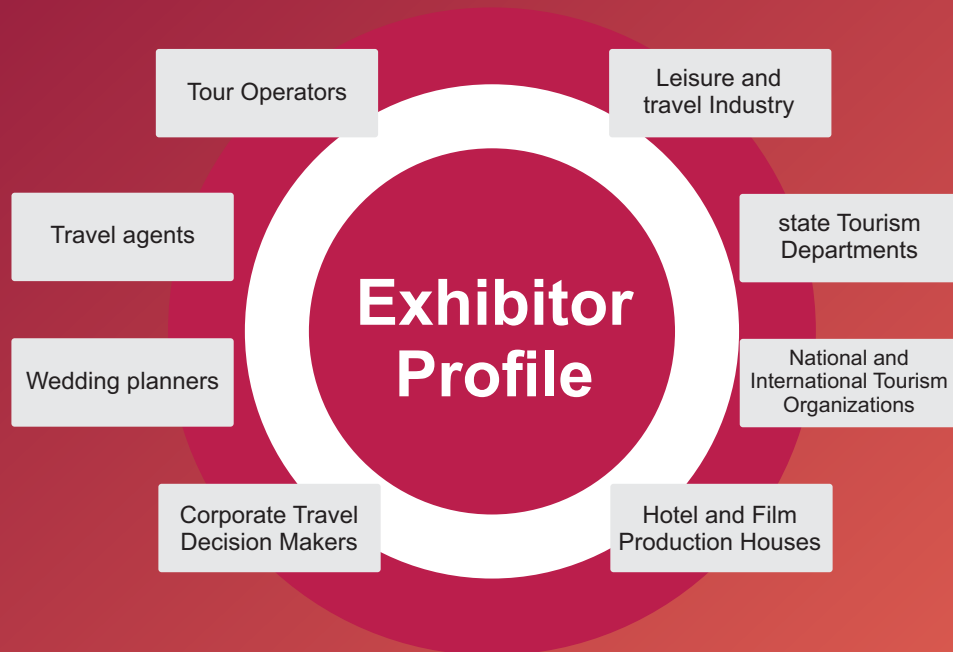 Tour Operators
Leisure and
travel Industry
Travel agents
state Tourism
Departments
Exhibitor
Profile
Wedding planners
National and
International Tourism
Organizations
Corporate Travel
Decision Makers
Hotel and Film
Production Houses